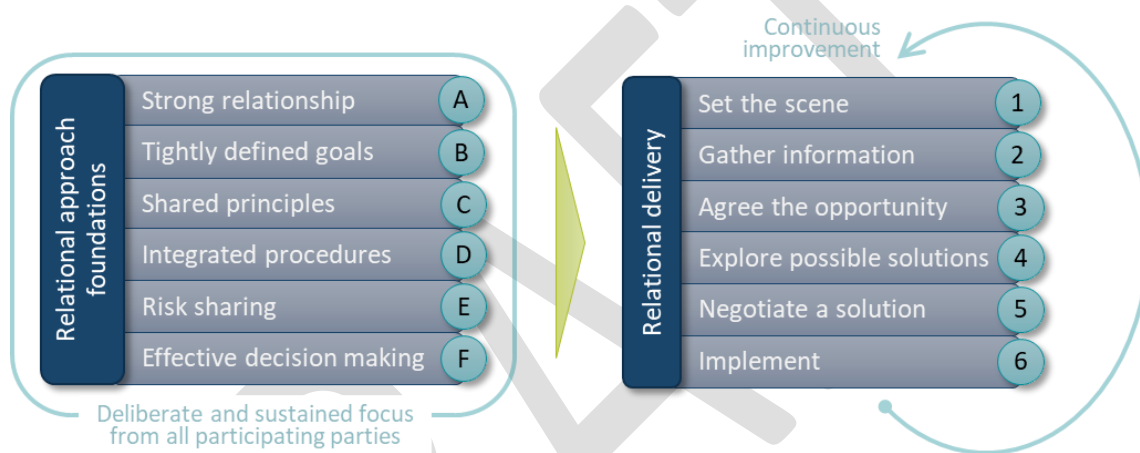 Continuous
improvement
Relational approach
foundations
Strong relationship A
Tightly defined goals B
Shared principles C
Integrated procedures D
Risk sharing E
Effective decision making F
Deliberate and sustained focus
from all participating parties
Relational delivery
Set the scene 1
Gather information 2
Agree the opportunity 3
Explore possible solutions 4
Negotiate a solution 5
Implement 6